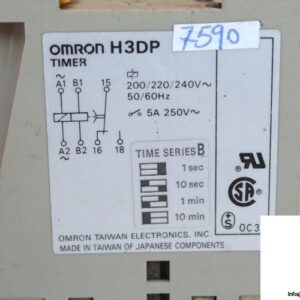 OMRON H3DP
7590
TIMER
~
A1 B1 15
200/220/240V~
50/60Hz
5A 250V~
A2 B2 16 18
~
TIME SERIES B
1 sec
10 sec
1 min
10 min
OMRON TAIWAN ELECTRONICS, INC.
MADE IN TAIWAN OF JAPANESE COMPONENTS
OC3
Info